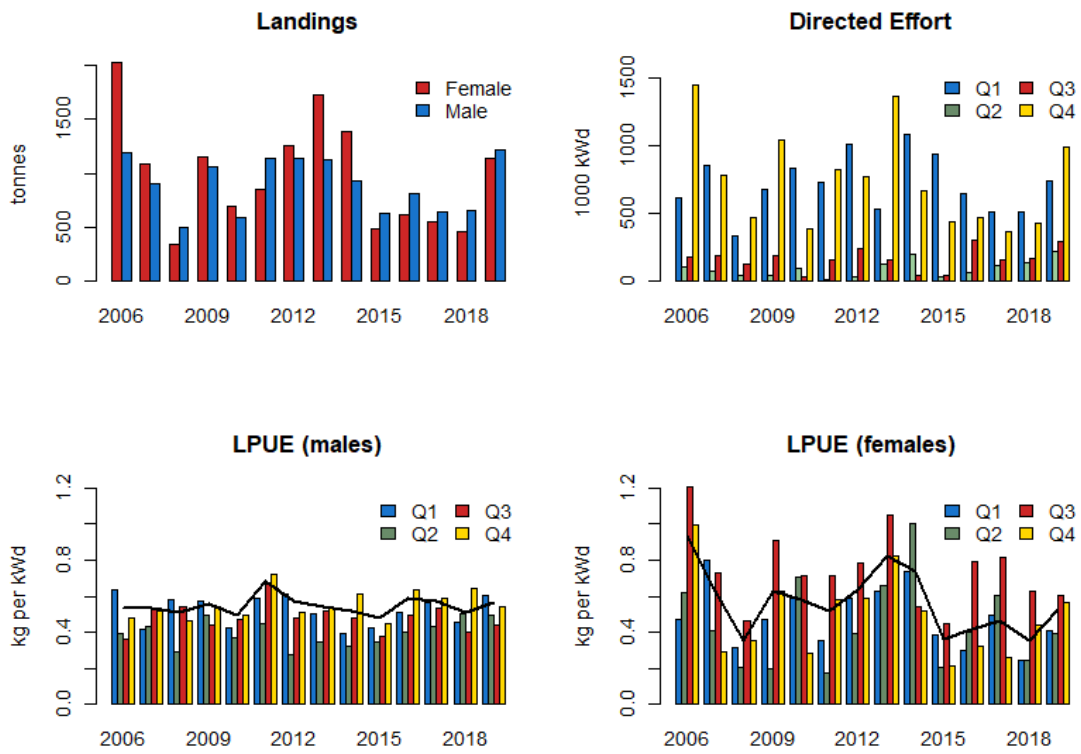 Landings
tonnes
0
500
1500
Female
Male
2006
2009
2012
2015
2018
Directed Effort
1000 kWd
0
500
1000
1500
Q1 Q3
Q2 Q4
2006
2009
2012
2015
2018
LPUE (males)
kg per kWd
0.0
0.4
0.8
1.2
Q1 Q3
Q2 Q4
2006
2009
2012
2015
2018
LPUE (females)
kg per kWd
0.0
0.4
0.8
1.2
Q1 Q3
Q2 Q4
2006
2009
2012
2015
2018